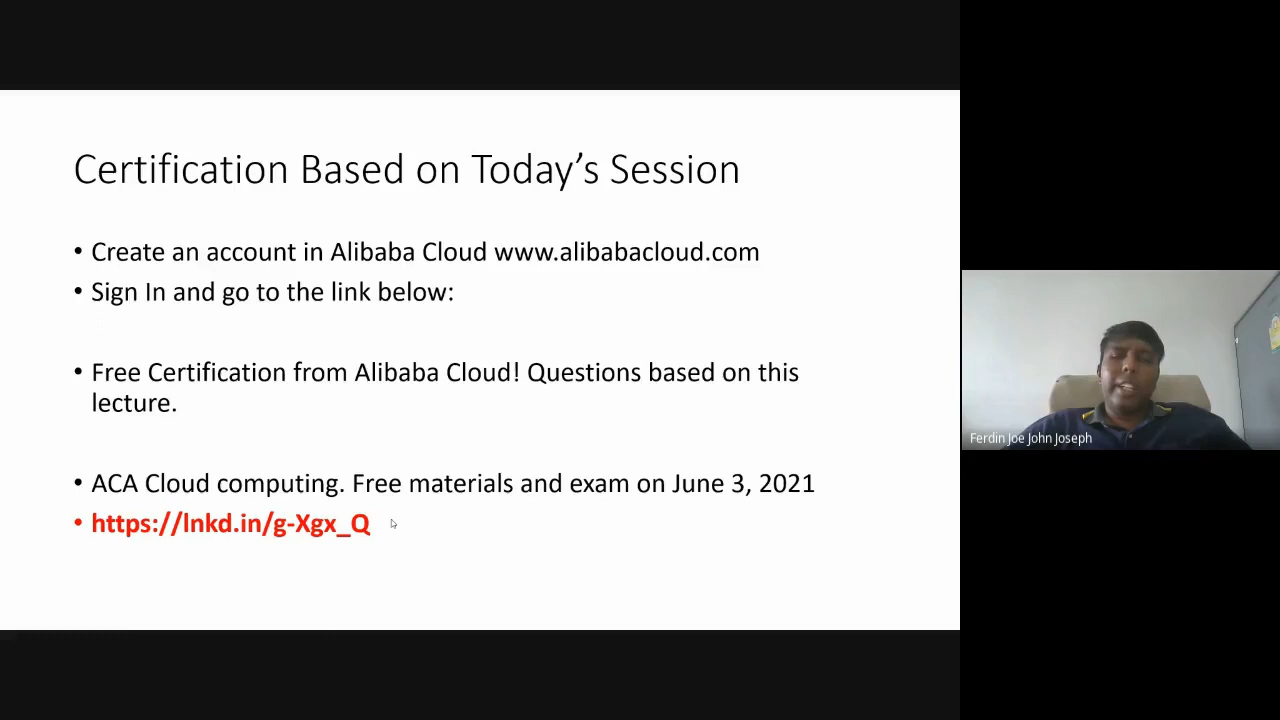 Certification Based on Today’s Session
• Create an account in Alibaba Cloud www.alibabacloud.com
• Sign In and go to the link below:
• Free Certification from Alibaba Cloud! Questions based on this
lecture.
• ACA Cloud computing. Free materials and exam on June 3, 2021
• https://lnkd.in/g-Xgx_Q
Ferdin Joe John Joseph